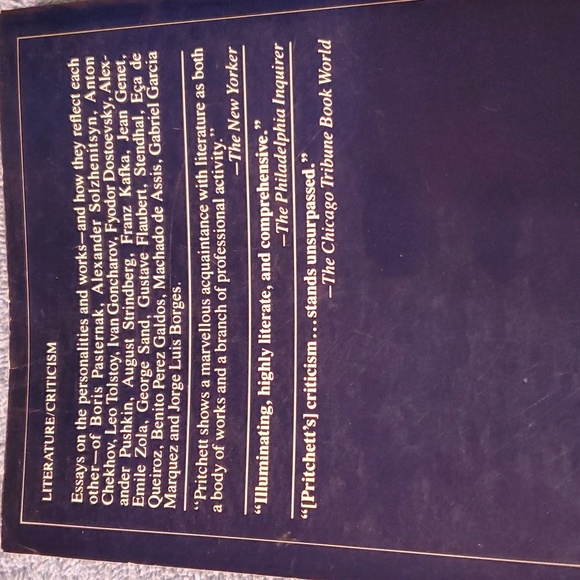 LITERATURE/CRITICISM
Essays on the personalities and works—and how they reflect each
other—of Boris Pasternak, Alexander Solzhenitsyn, Anton
Chekhov, Leo Tolstoy, Ivan Goncharov, Fyodor Dostoevsky, Alex-
ander Pushkin, August Strindberg, Franz Kafka, Jean Genet,
Emile Zola, George Sand, Gustave Flaubert, Stendhal, Eça de
Queiroz, Benito Perez Galdos, Machado de Assis, Gabriel García
Marquez and Jorge Luis Borges.
“Pritchett shows a marvellous acquaintance with literature as both
a body of works and a branch of professional activity.”
—The New Yorker
“Illuminating, highly literate, and comprehensive.”
—The Philadelphia Inquirer
“[Pritchett's] criticism...stands unsurpassed.”
—The Chicago Tribune Book World